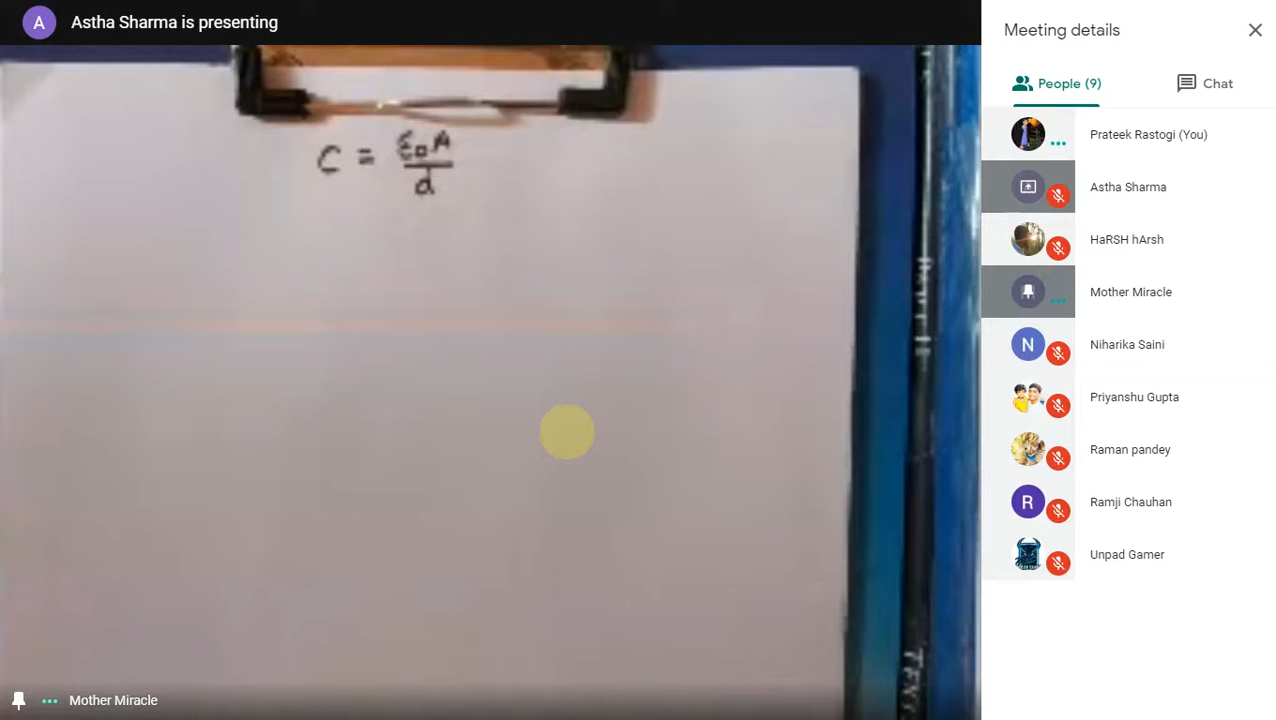 A
Astha Sharma is presenting
C = ε₀A
d
Mother Miracle
Meeting details
People (9)
Chat
Prateek Rastogi (You)
Astha Sharma
HaRSH hArsh
Mother Miracle
N
Niharika Saini
Priyanshu Gupta
Raman pandey
R
Ramji Chauhan
Unpad Gamer